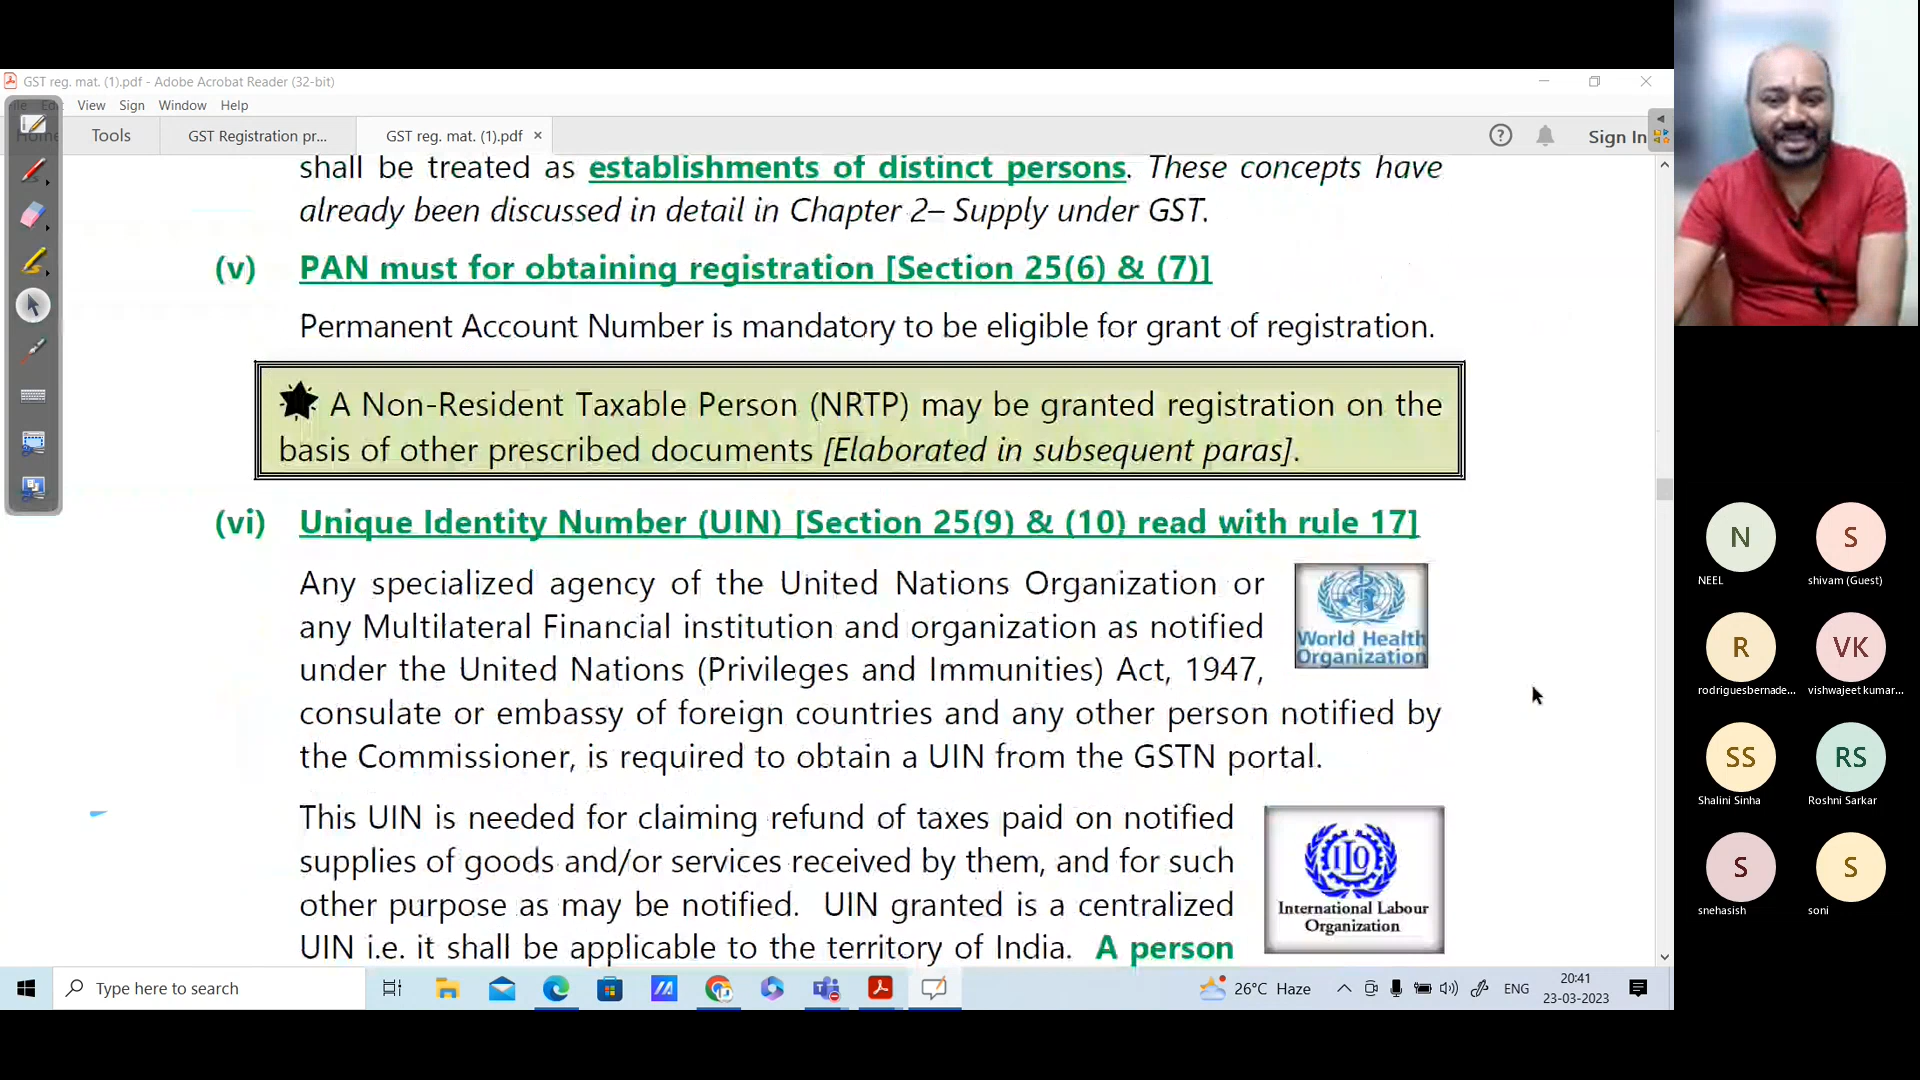 GST reg. mat. (1).pdf - Adobe Acrobat Reader (32-bit)
View Sign Window Help
Tools GST Registration pr... GST reg. mat. (1).pdf × Sign In
shall be treated as establishments of distinct persons. These concepts have
already been discussed in detail in Chapter 2– Supply under GST.
(v) PAN must for obtaining registration [Section 25(6) & (7)]
Permanent Account Number is mandatory to be eligible for grant of registration.
A Non-Resident Taxable Person (NRTP) may be granted registration on the
basis of other prescribed documents [Elaborated in subsequent paras].
(vi) Unique Identity Number (UIN) [Section 25(9) & (10) read with rule 17]
Any specialized agency of the United Nations Organization or
any Multilateral Financial institution and organization as notified
under the United Nations (Privileges and Immunities) Act, 1947,
consulate or embassy of foreign countries and any other person notified by
the Commissioner, is required to obtain a UIN from the GSTN portal.
World Health
Organization
This UIN is needed for claiming refund of taxes paid on notified
supplies of goods and/or services received by them, and for such
other purpose as may be notified. UIN granted is a centralized
UIN i.e. it shall be applicable to the territory of India. A person
ILO
International Labour
Organization
Type here to search
26°C Haze
ENG
20:41
23-03-2023
N S
NEEL shivam (Guest)
R VK
rodriguesbernade... vishwajeet kumar...
SS RS
Shalini Sinha Roshni Sarkar
S S
snehasish soni